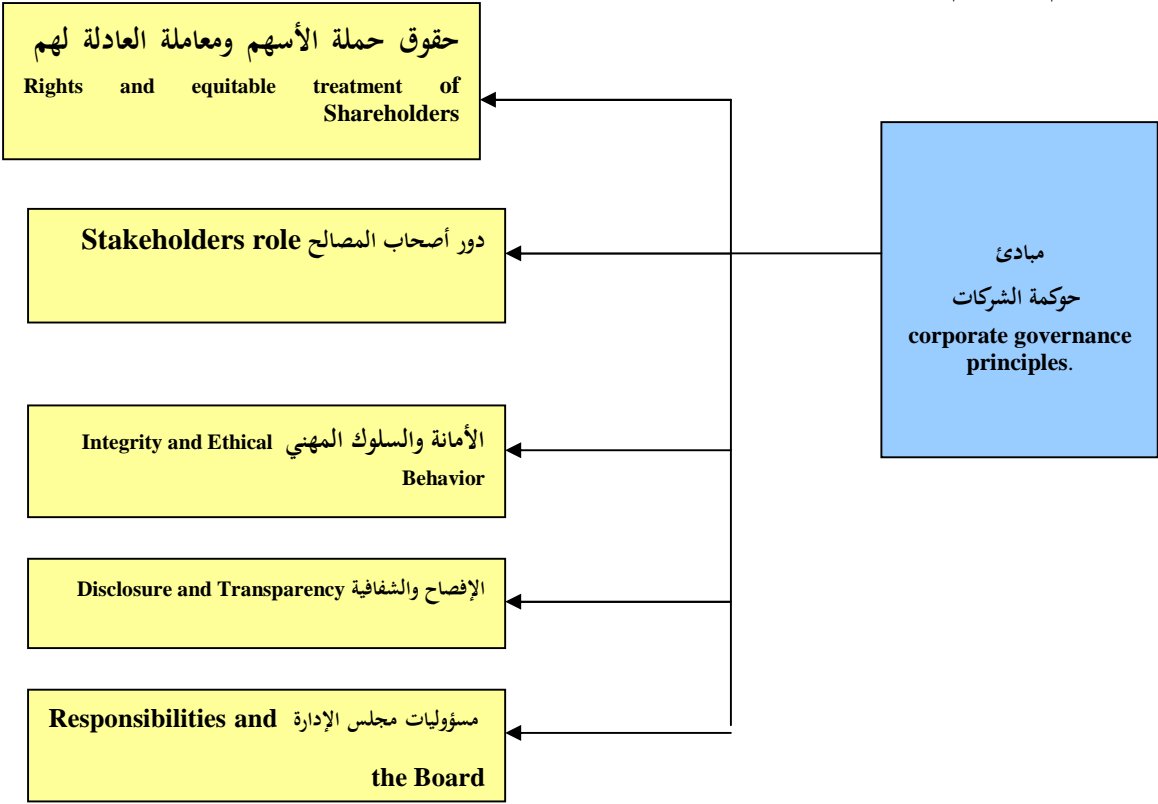 حقوق حملة الأسهم ومعاملة العادلة لهم
Rights and equitable treatment of
Shareholders
مبادئ
حوكمة الشركات
corporate governance
principles.
دور أصحاب المصالح Stakeholders role
الأمانة والسلوك المهني Integrity and Ethical
Behavior
الإفصاح والشفافية Disclosure and Transparency
مسؤوليات مجلس الإدارة Responsibilities and
the Board